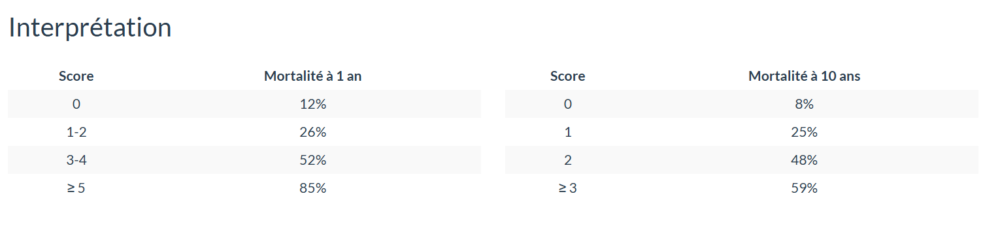 Interprétation
Score Mortalité à 1 an Score Mortalité à 10 ans
0 12% 0 8%
1-2 26% 1 25%
3-4 52% 2 48%
≥ 5 85% ≥ 3 59%